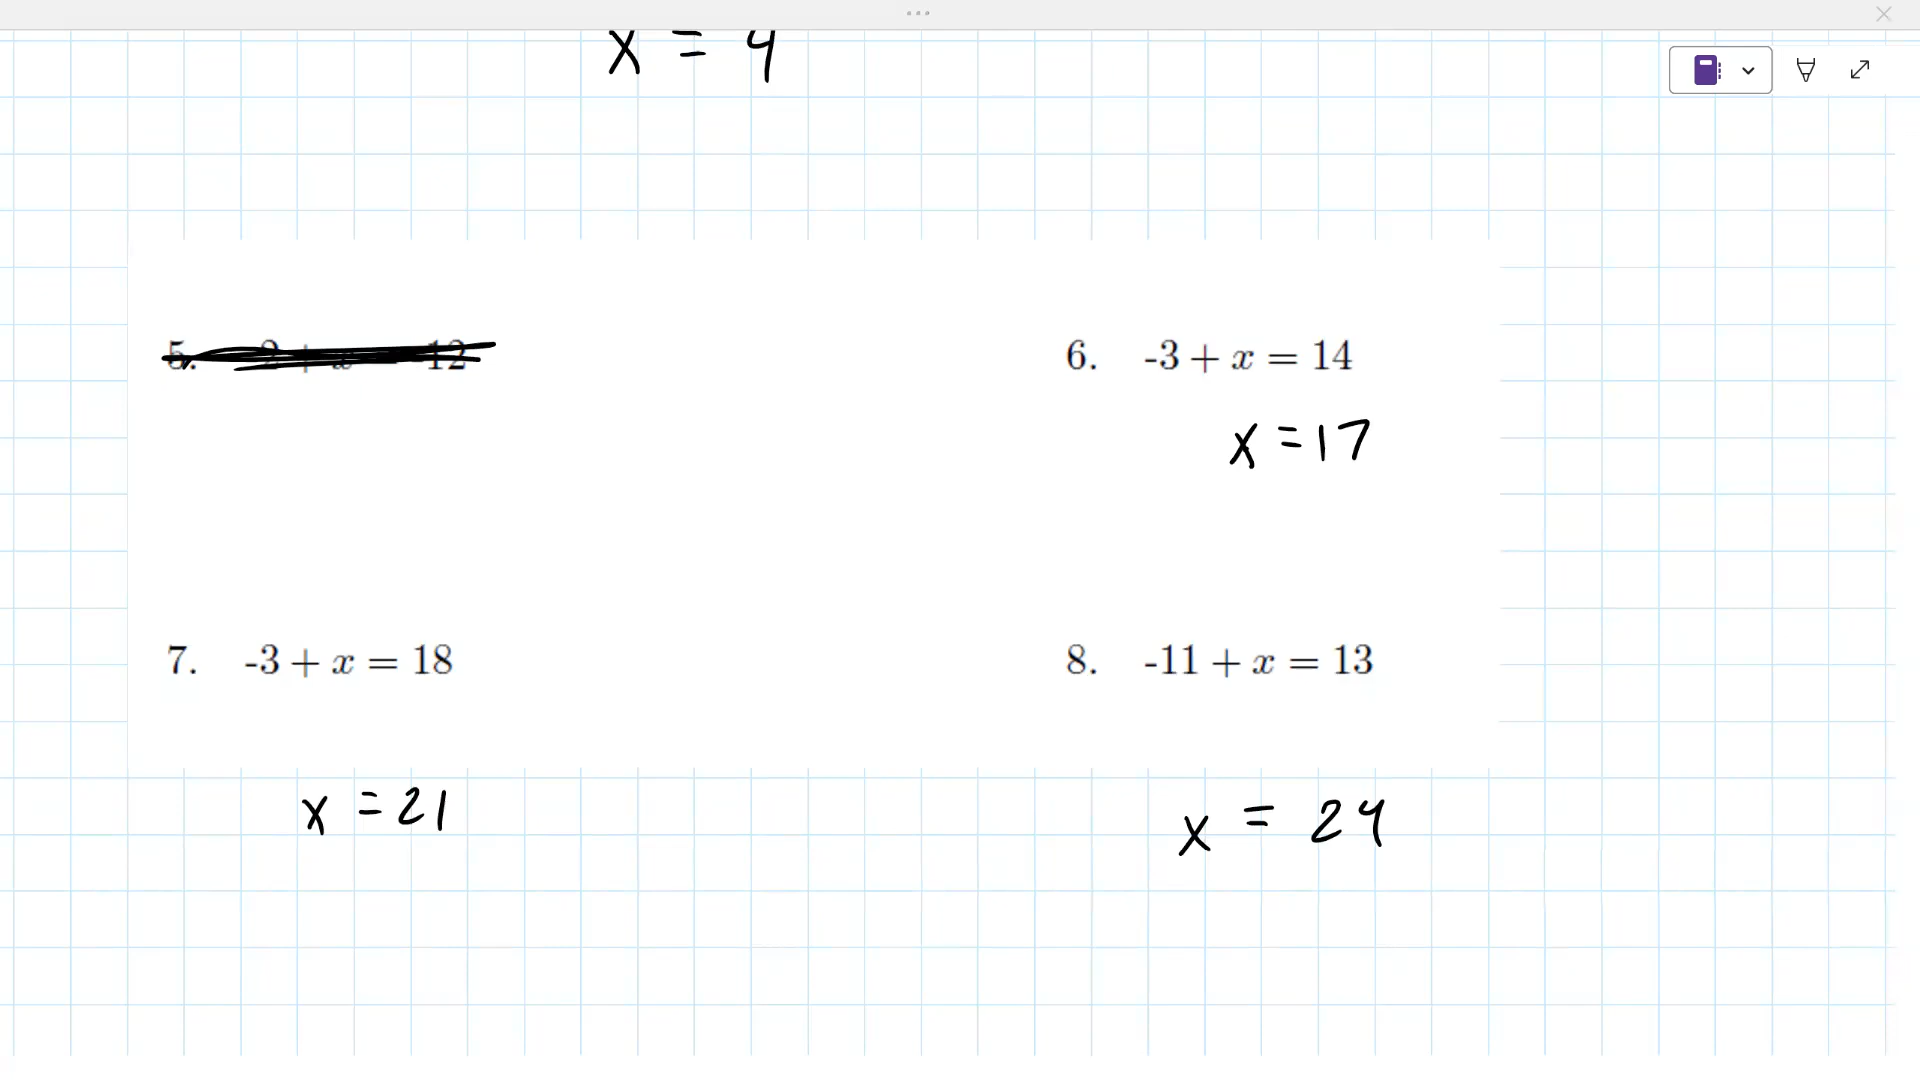 x = 4
6. -3 + x = 14
x = 17
7. -3 + x = 18
8. -11 + x = 13
x = 21
x = 24